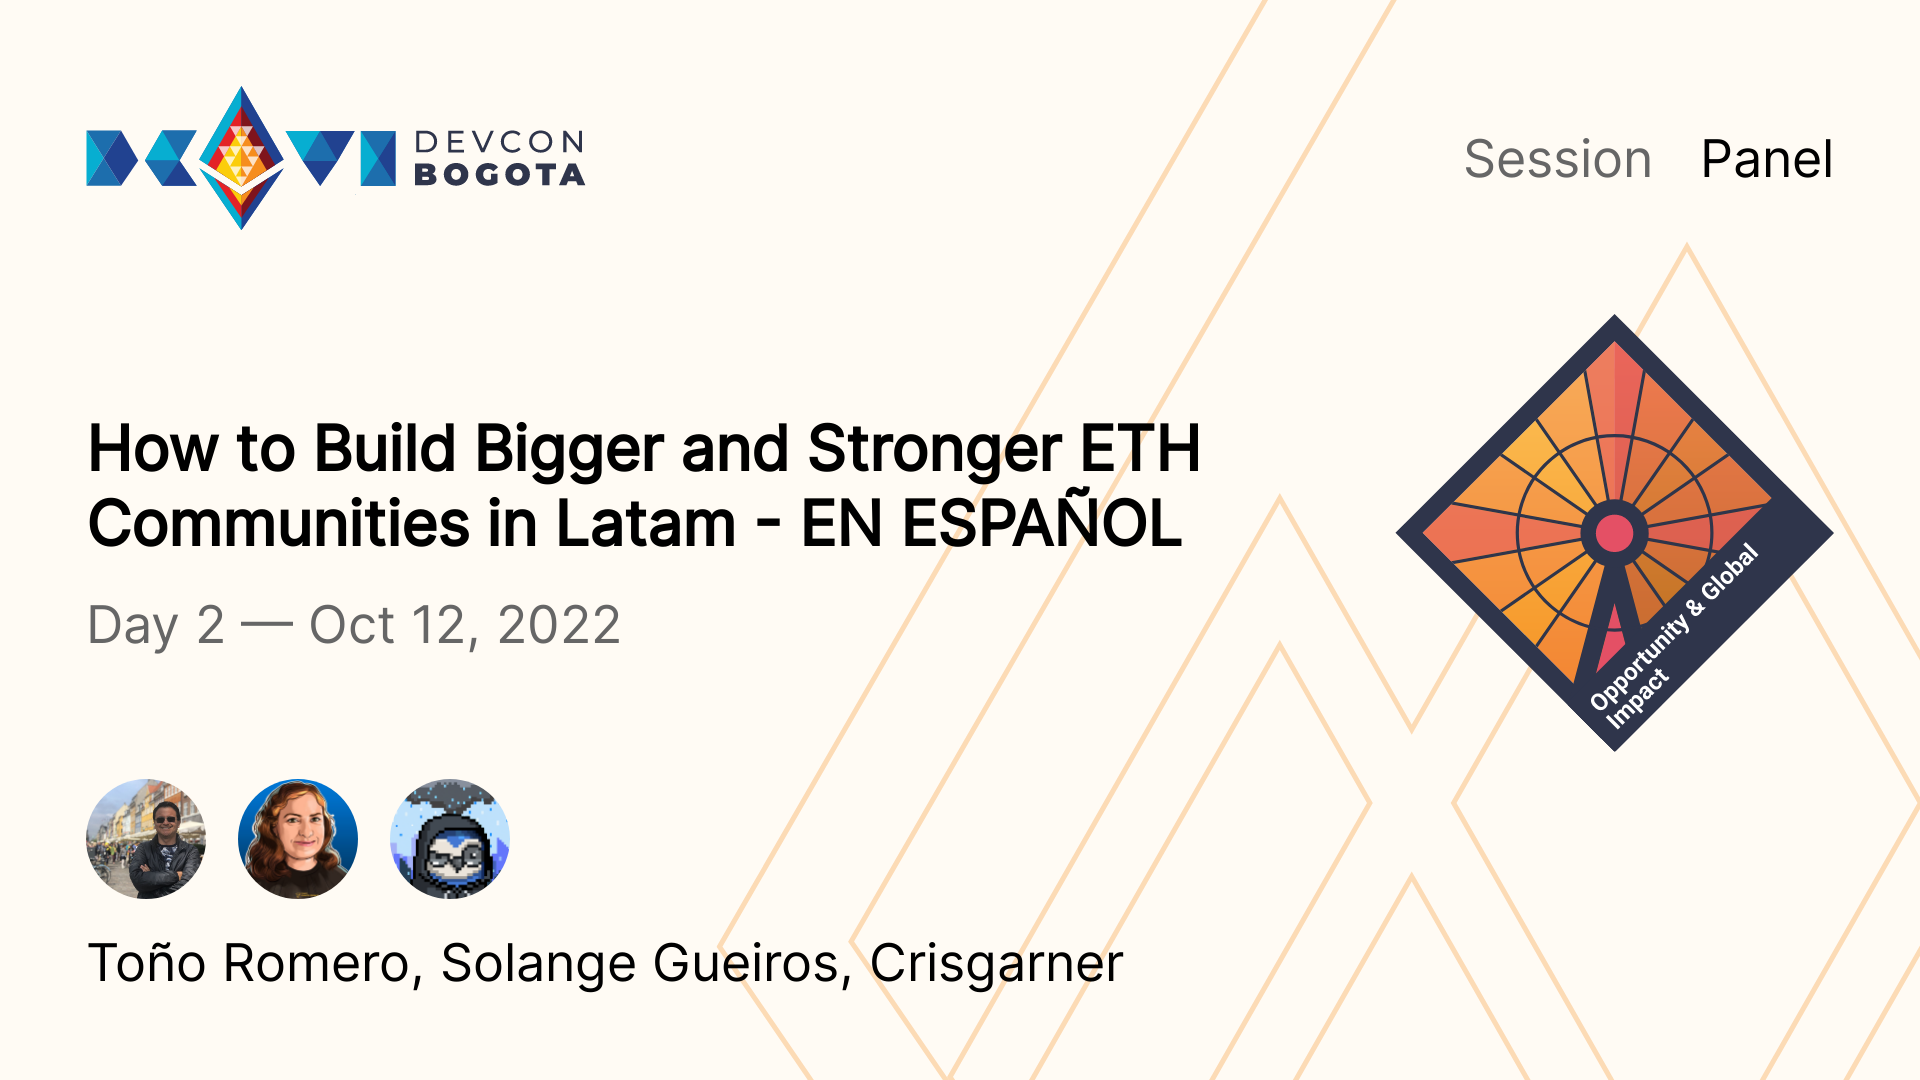 DEVCON
BOGOTA
Session Panel
How to Build Bigger and Stronger ETH
Communities in Latam - EN ESPAÑOL
Day 2 — Oct 12, 2022
Opportunity & Global
Impact
Toño Romero, Solange Gueiros, Crisgarner